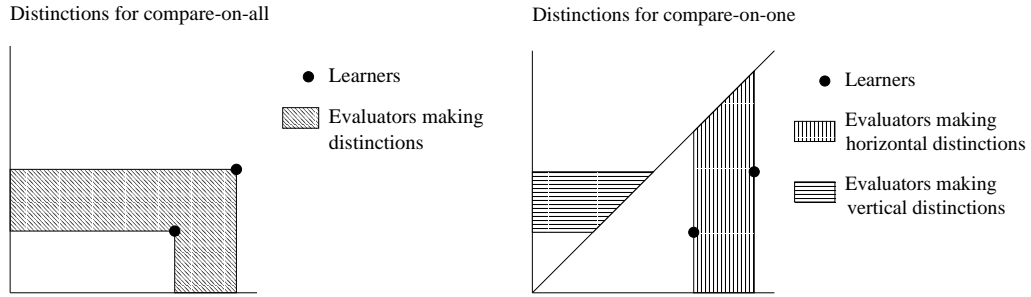 Distinctions for compare-on-all
Learners
Evaluators making
distinctions
Distinctions for compare-on-one
Learners
Evaluators making
horizontal distinctions
Evaluators making
vertical distinctions